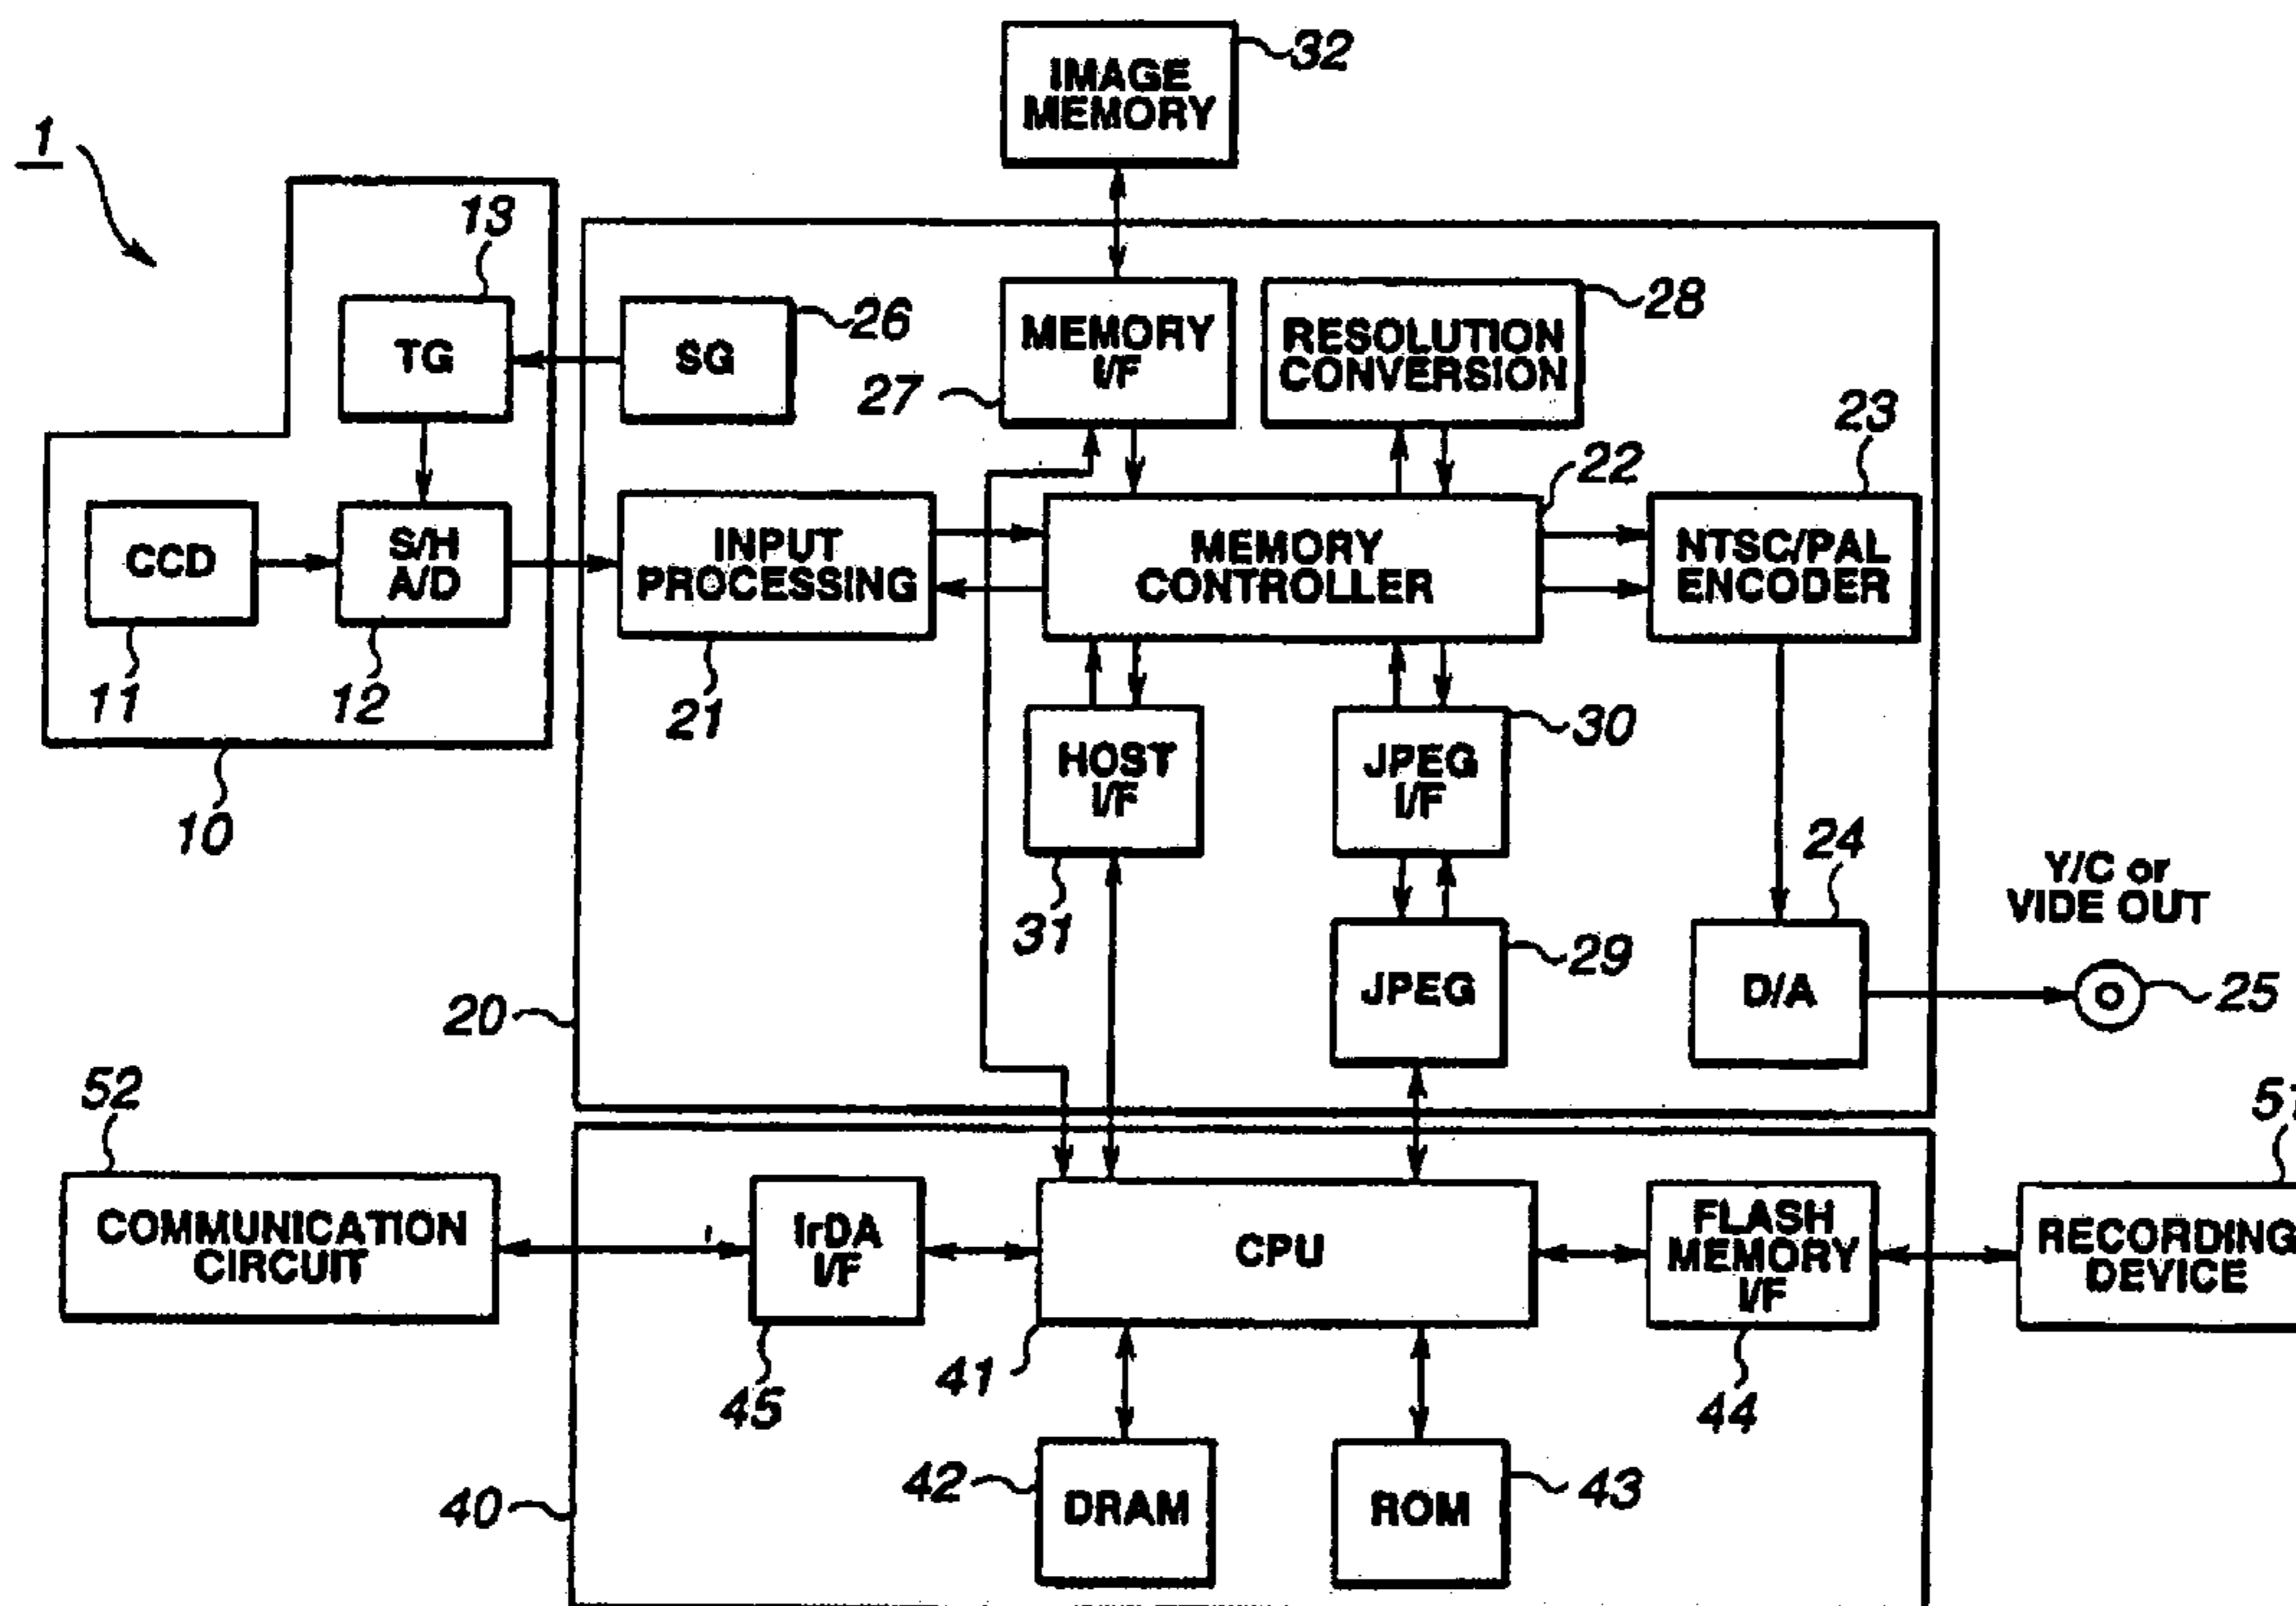 IMAGE
MEMORY
32
1
13
TG
SG
26
MEMORY
I/F
27
RESOLUTION
CONVERSION
28
23
22
CCD
S/H
A/D
INPUT
PROCESSING
MEMORY
CONTROLLER
NTSC/PAL
ENCODER
11
12
21
10
HOST
I/F
JPEG
I/F
30
31
24
Y/C or
VIDE OUT
JPEG
29
D/A
25
20
52
51
COMMUNICATION
CIRCUIT
IrDA
I/F
CPU
FLASH
MEMORY
I/F
RECORDING
DEVICE
45
41
44
40
42
DRAM
ROM
43